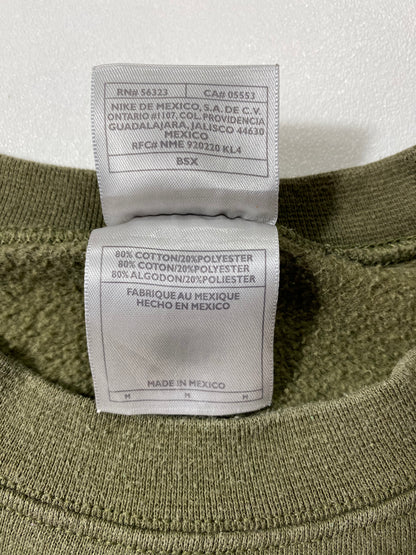 RN# 56323 CA# 05553
NIKE DE MEXICO, S.A. DE C.V.
ONTARIO #1107, COL. PROVIDENCIA
GUADALAJARA, JALISCO 44630
MEXICO
RFC# NME 920220 KL4
BSX
80% COTTON/20%POLYESTER
80% COTON/20%POLYESTER
80% ALGODON/20% POLIESTER
FABRIQUE AU MEXIQUE
HECHO EN MEXICO
MADE IN MEXICO
M M M